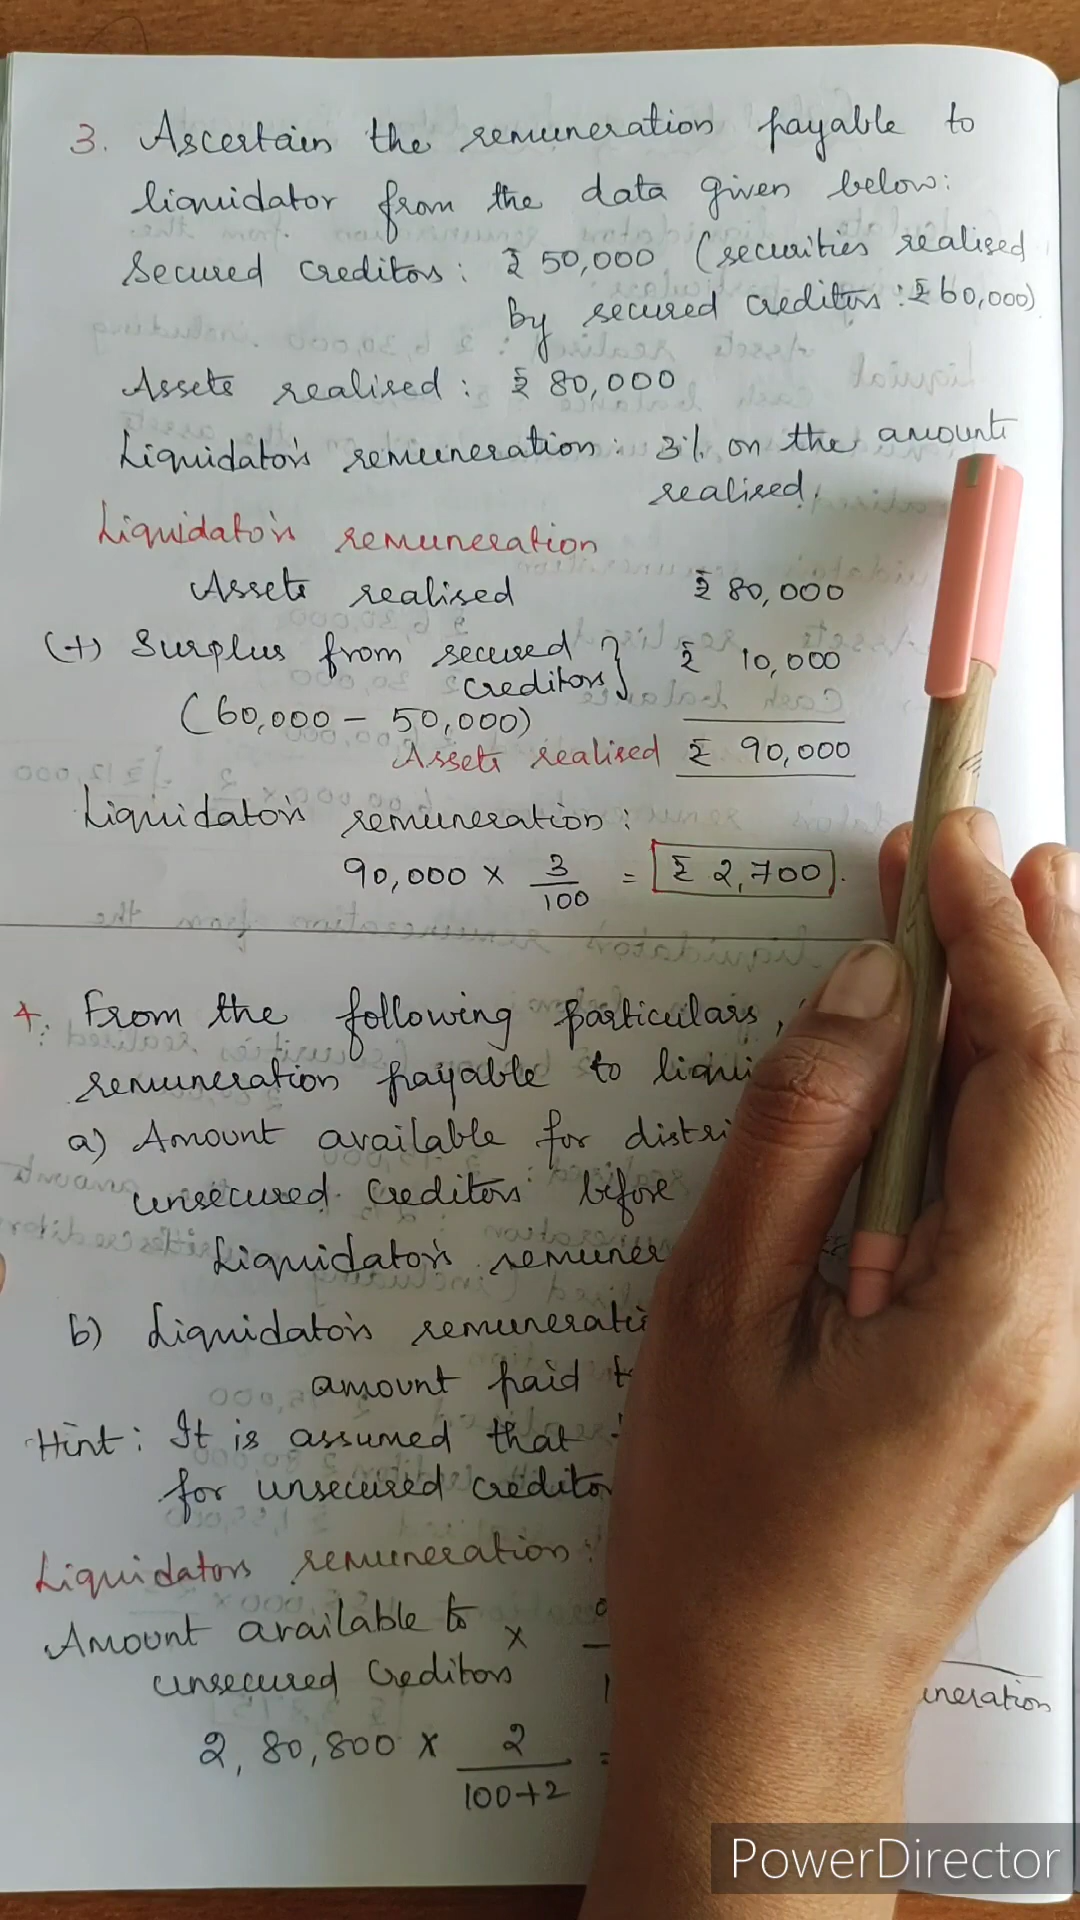 3. Ascertain the remuneration payable to
liquidator from the data given below:
Secured creditors: ₹ 50,000 (securities realised
by secured creditors: ₹ 60,000)
Assets realised: ₹ 80,000
Liquidator's remuneration: 3% on the amounts
realised.
Liquidator's remuneration
Assets realised ₹ 80,000
(+) Surplus from secured creditors } ₹ 10,000
(60,000 – 50,000)
Assets realised ₹ 90,000
Liquidator's remuneration:
90,000 × 3/100 = ₹ 2,700.
4. From the following particulars,
remuneration payable to
a) Amount available for
unsecured creditors before
Liquidator's
b) Liquidator's
amount paid
Hint: It is assumed that
for unsecured
Liquidators remuneration:
Amount available to ×
unsecured Creditors
2,80,800 × 2/100+2 =
PowerDirector